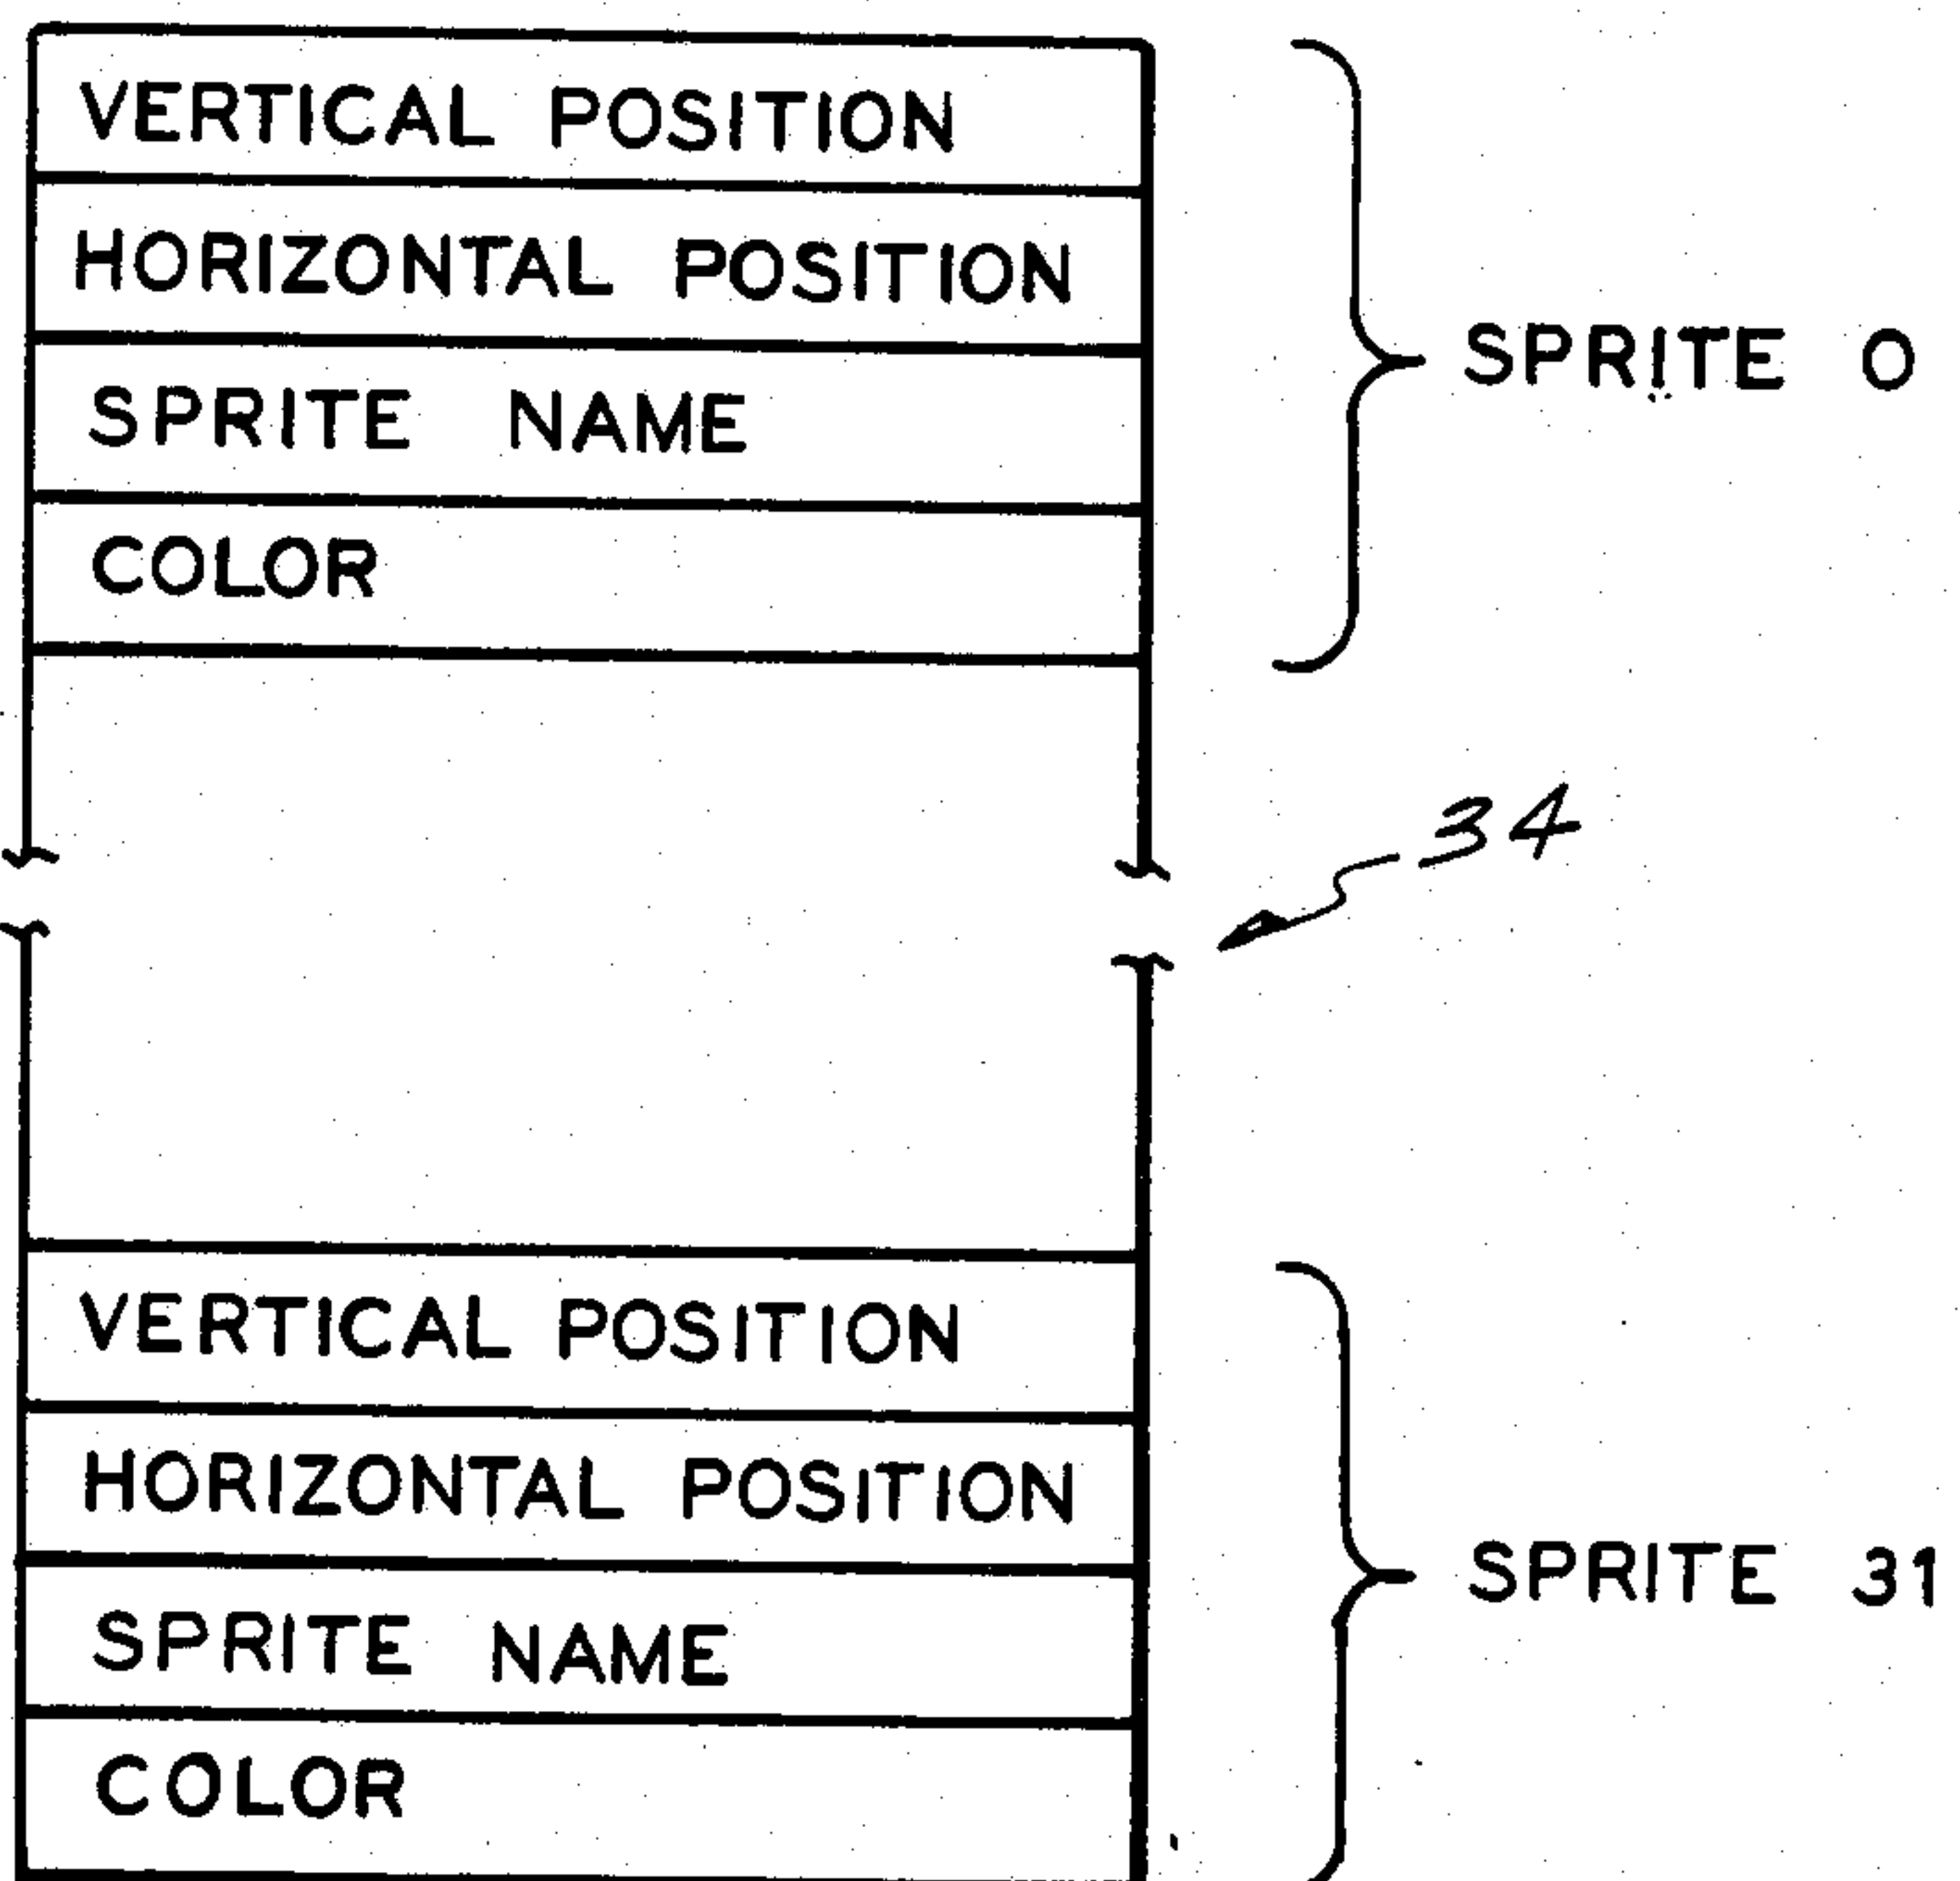 VERTICAL POSITION
HORIZONTAL POSITION
SPRITE NAME
COLOR
SPRITE 0
34
VERTICAL POSITION
HORIZONTAL POSITION
SPRITE NAME
COLOR
SPRITE 31